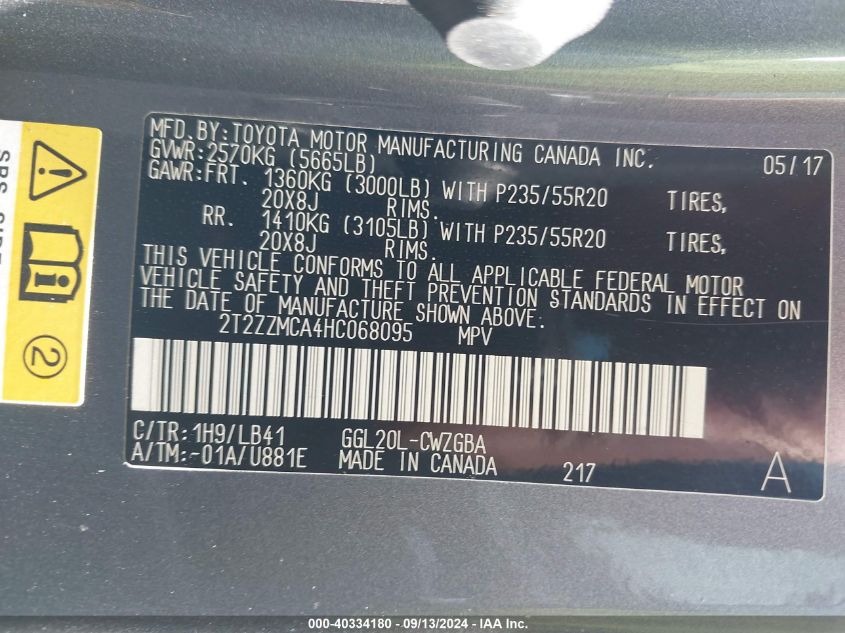 MFD.BY:TOYOTA MOTOR MANUFACTURING CANADA INC. 05/17
GVWR:2570KG (5665LB)
GAWR:FRT. 1360KG (3000LB) WITH P235/55R20 TIRES,
20X8J RIMS.
RR. 1410KG (3105LB) WITH P235/55R20 TIRES,
20X8J RIMS.
THIS VEHICLE CONFORMS TO ALL APPLICABLE FEDERAL MOTOR
VEHICLE SAFETY AND THEFT PREVENTION STANDARDS IN EFFECT ON
THE DATE OF MANUFACTURE SHOWN ABOVE.
2T2ZZMCA4HC068095 MPV
C/TR:1H9/LB41 GGL20L-CWZGBA
A/TM:-01A/U881E MADE IN CANADA 217 A
2
000-40334180 - 09/13/2024 - IAA Inc.